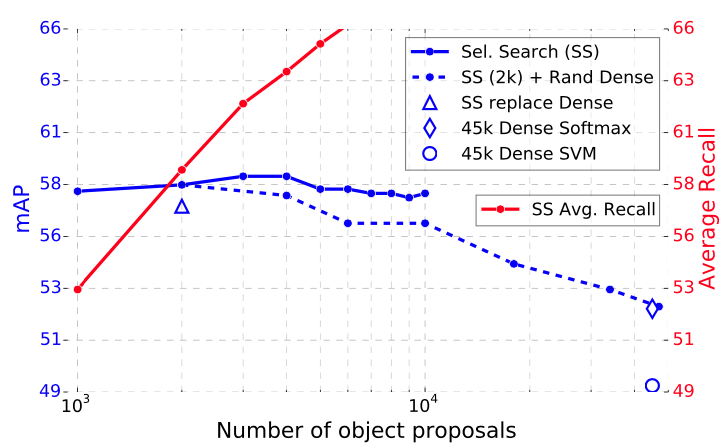 66
63
61
58
56
53
51
49
mAP
66
63
61
58
56
53
51
49
Average Recall
Sel. Search (SS)
SS (2k) + Rand Dense
SS replace Dense
45k Dense Softmax
45k Dense SVM
SS Avg. Recall
10³
10⁴
Number of object proposals